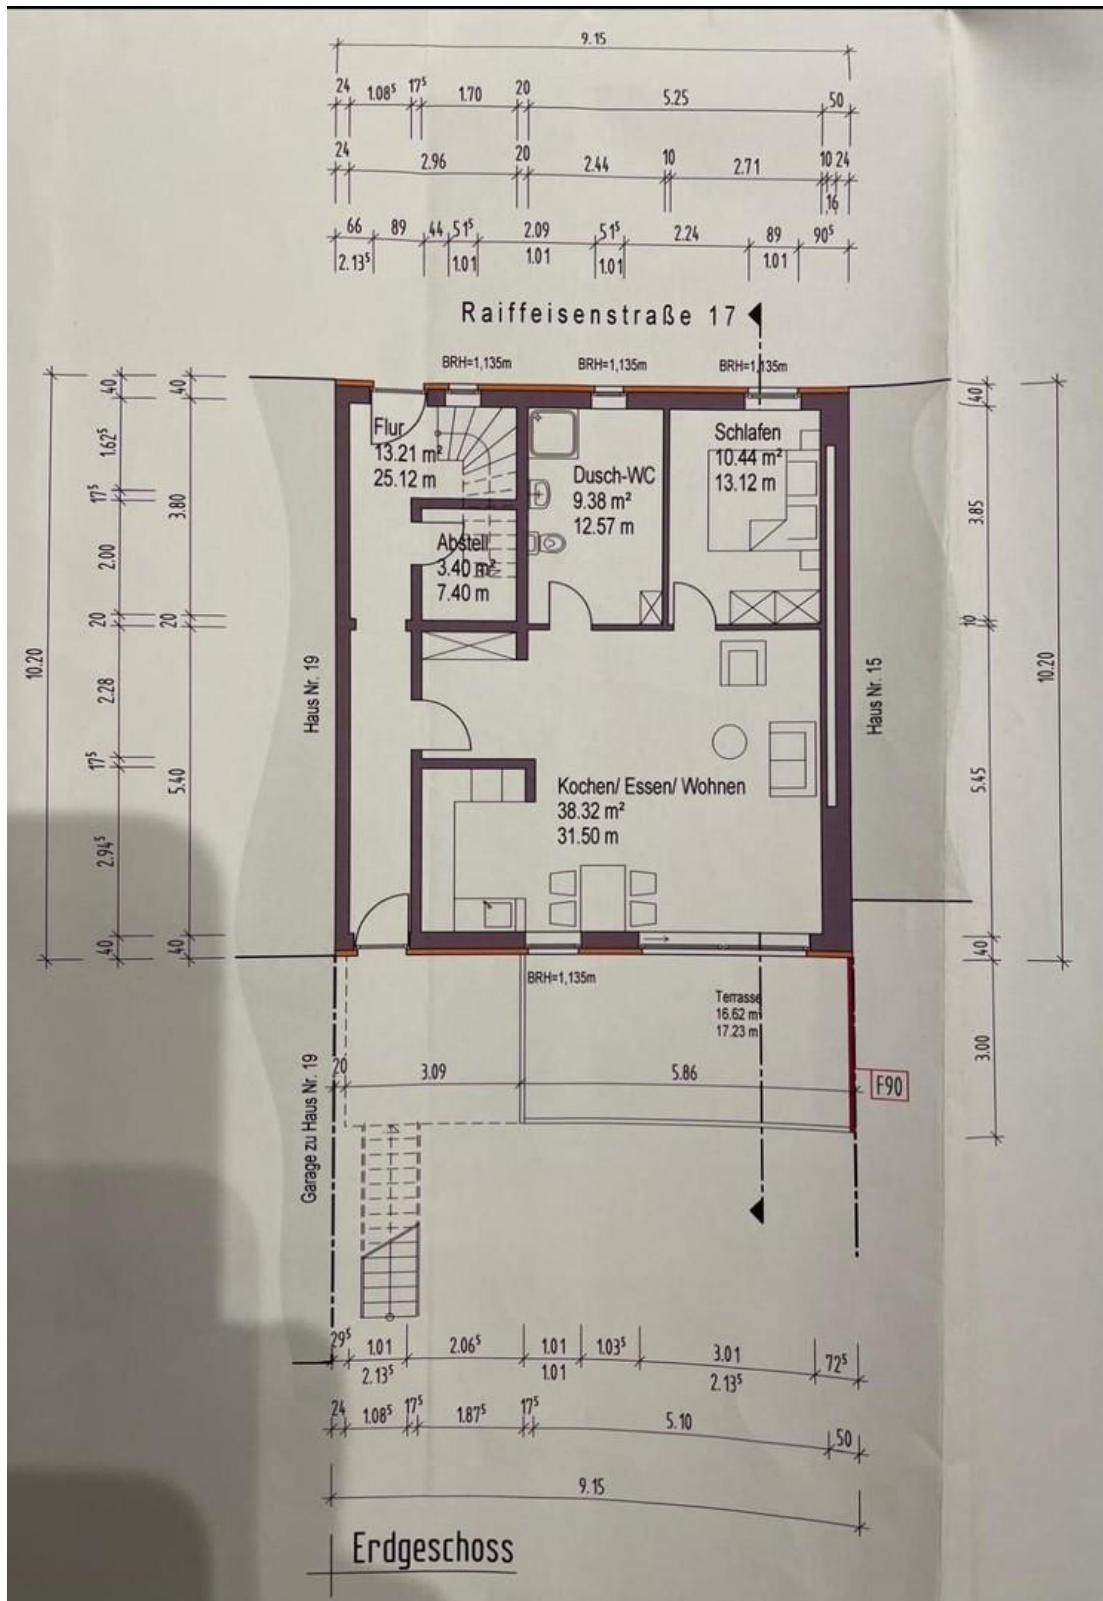 9.15
24 1.08⁵ 17⁵ 1.70 20 5.25 50
24 2.96 20 2.44 10 2.71 10 24
16
66 89 44 51⁵ 2.09 51⁵ 2.24 89 90⁵
2.13⁵ 1.01 1.01 1.01 1.01
Raiffeisenstraße 17
BRH=1,135m BRH=1,135m BRH=1,135m
40 1.62⁵ 17⁵ 2.00 20 2.28 17⁵ 2.94⁵ 40
40 3.80 20 5.40 40
10.20
Haus Nr. 19
Flur
13.21 m²
25.12 m
Abstell
3.40 m²
7.40 m
Dusch-WC
9.38 m²
12.57 m
Schlafen
10.44 m²
13.12 m
Kochen/ Essen/ Wohnen
38.32 m²
31.50 m
Haus Nr. 15
40 3.85 10 5.45 40 3.00
10.20
BRH=1,135m
Terrasse
16.62 m²
17.23 m
20 3.09 5.86
F90
Garage zu Haus Nr. 19
29⁵ 1.01 2.06⁵ 1.01 1.03⁵ 3.01 72⁵
2.13⁵ 1.01 2.13⁵
24 1.08⁵ 17⁵ 1.87⁵ 17⁵ 5.10 50
9.15
Erdgeschoss